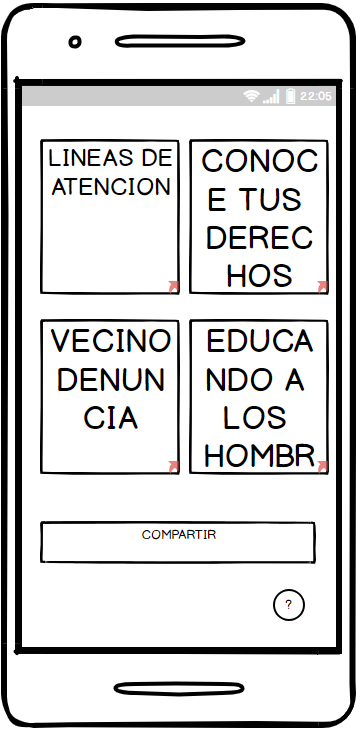 22:05
LINEAS DE
ATENCION
CONOC
E TUS
DEREC
HOS
VECINO
DENUN
CIA
EDUCA
NDO A
LOS
HOMBR
COMPARTIR
?